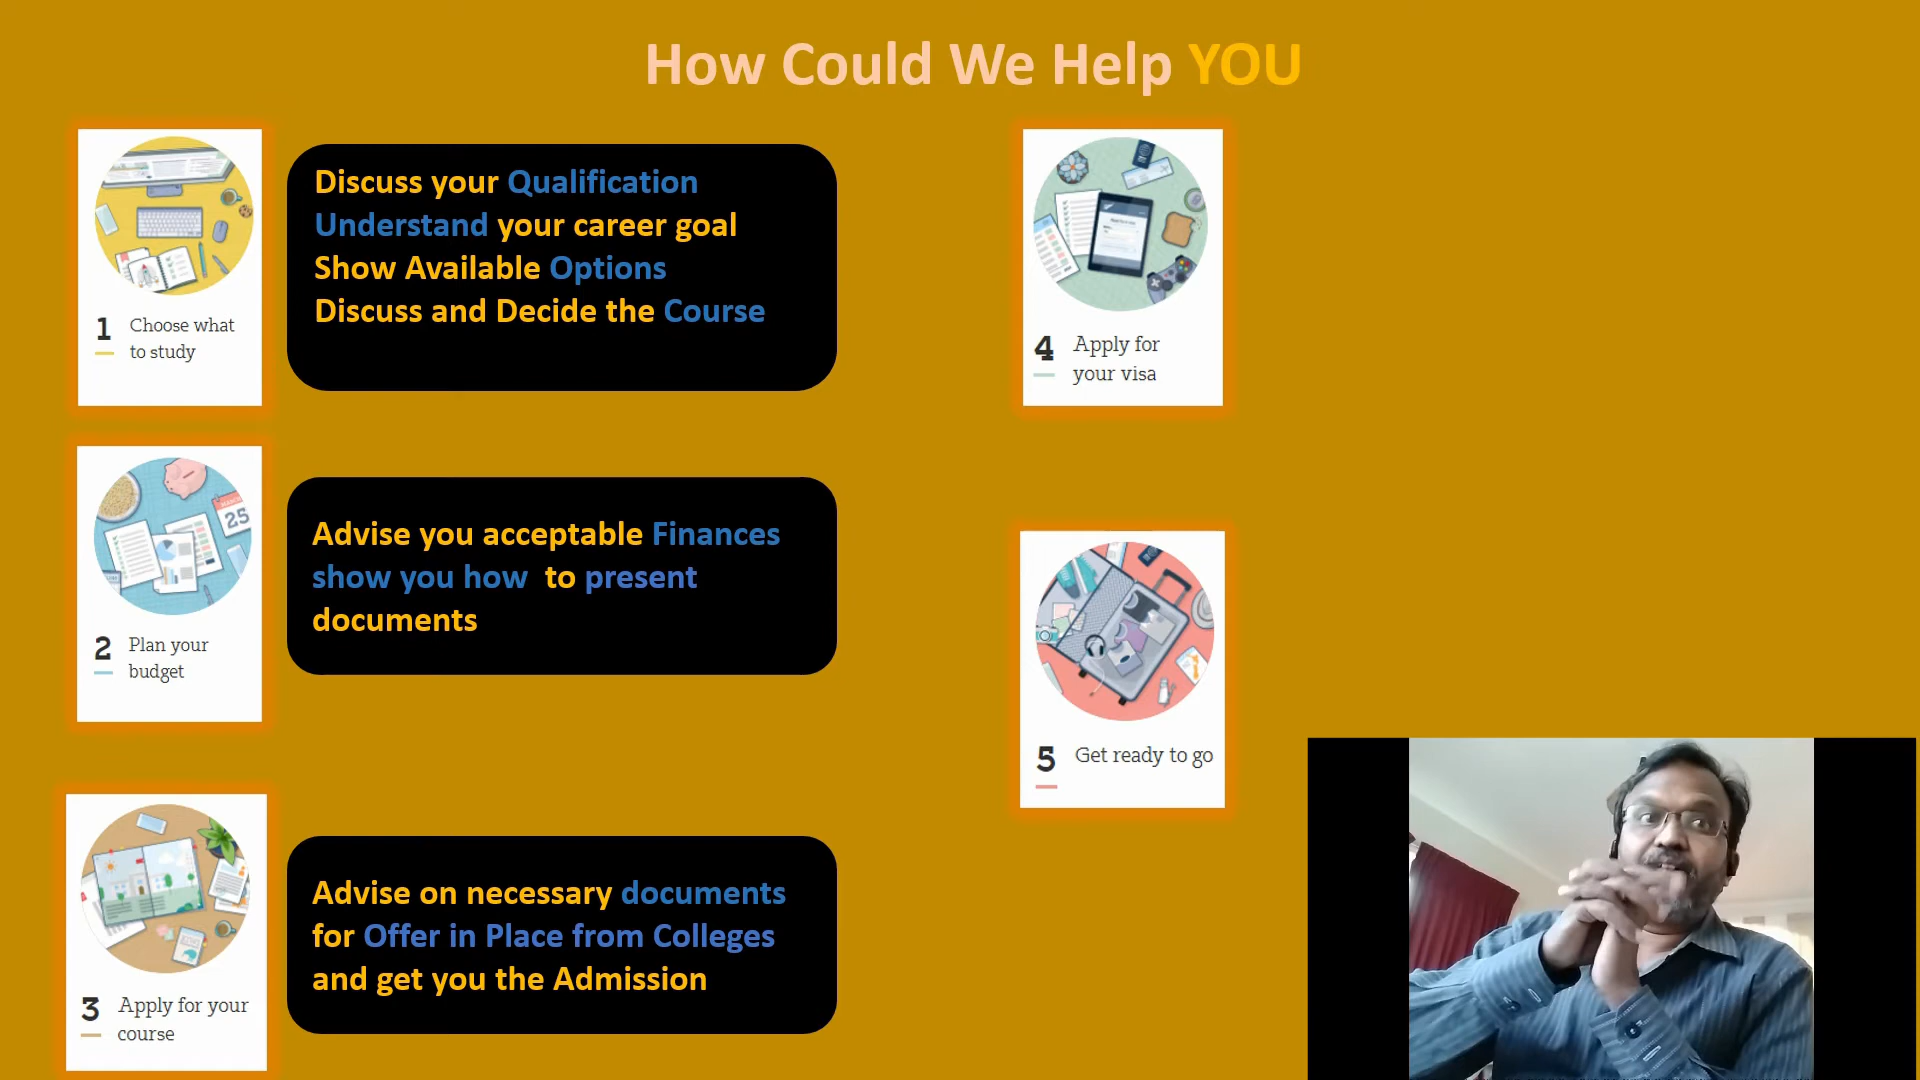 How Could We Help YOU
1 Choose what
to study
Discuss your Qualification
Understand your career goal
Show Available Options
Discuss and Decide the Course
2 Plan your
budget
25
Advise you acceptable Finances
show you how to present
documents
3 Apply for your
course
Advise on necessary documents
for Offer in Place from Colleges
and get you the Admission
4 Apply for
your visa
5 Get ready to go